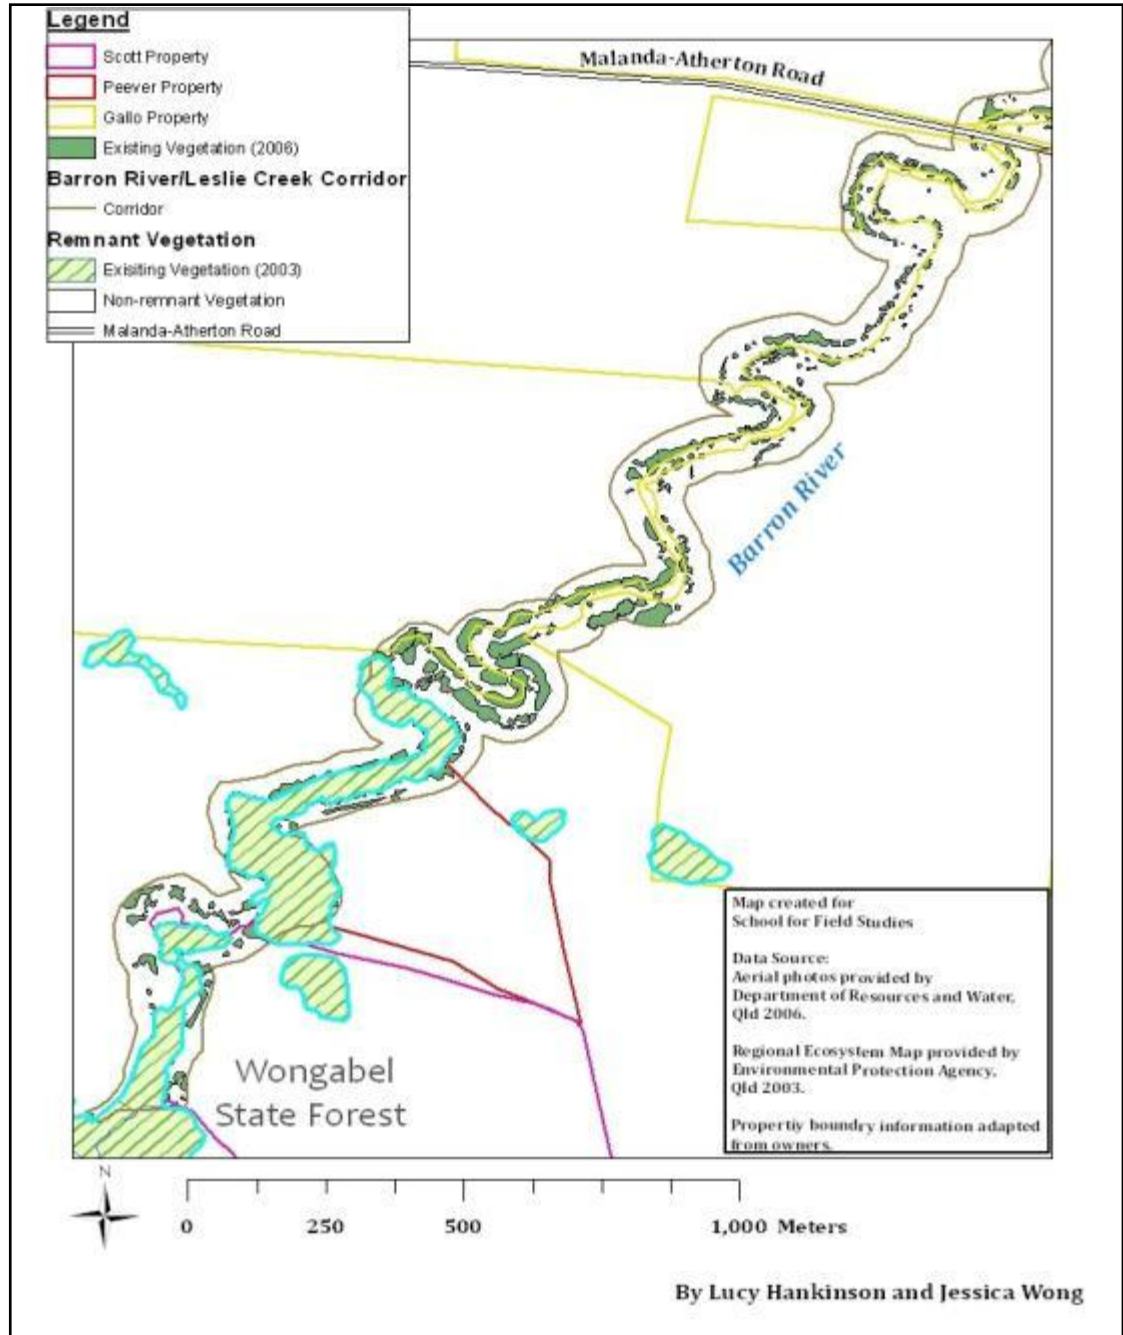 Legend
Scott Property
Peever Property
Gallo Property
Existing Vegetation (2006)
Barron River/Leslie Creek Corridor
Corridor
Remnant Vegetation
Exisiting Vegetation (2003)
Non-remnant Vegetation
Malanda-Atherton Road
Malanda-Atherton Road
Barron River
Wongabel
State Forest
Map created for
School for Field Studies
Data Source:
Aerial photos provided by
Department of Resources and Water,
Qld 2006.
Regional Ecosystem Map provided by
Environmental Protection Agency,
Qld 2003.
Propertiy boundry information adapted
from owners.
N
0 250 500 1,000 Meters
By Lucy Hankinson and Jessica Wong